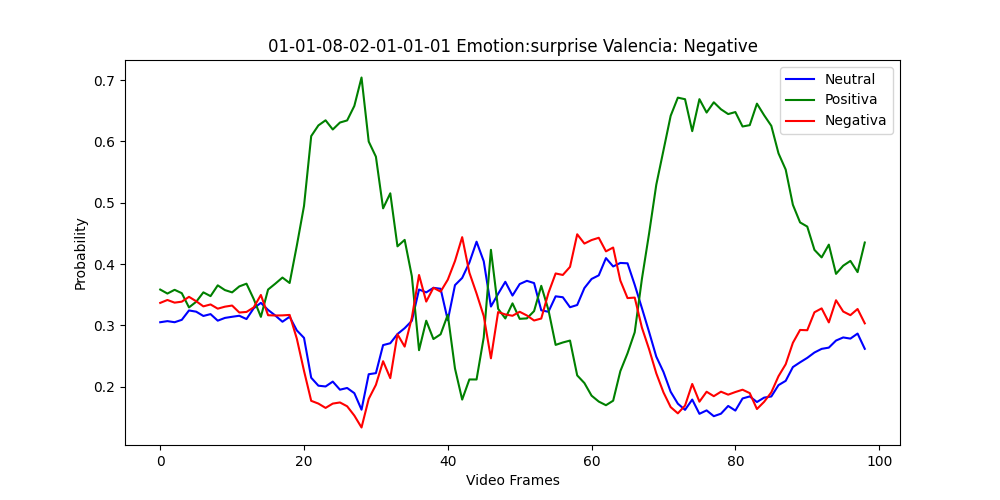 01-01-08-02-01-01-01 Emotion:surprise Valencia: Negative
Neutral
Positiva
Negativa
Probability
0.7
0.6
0.5
0.4
0.3
0.2
0
20
40
60
80
100
Video Frames